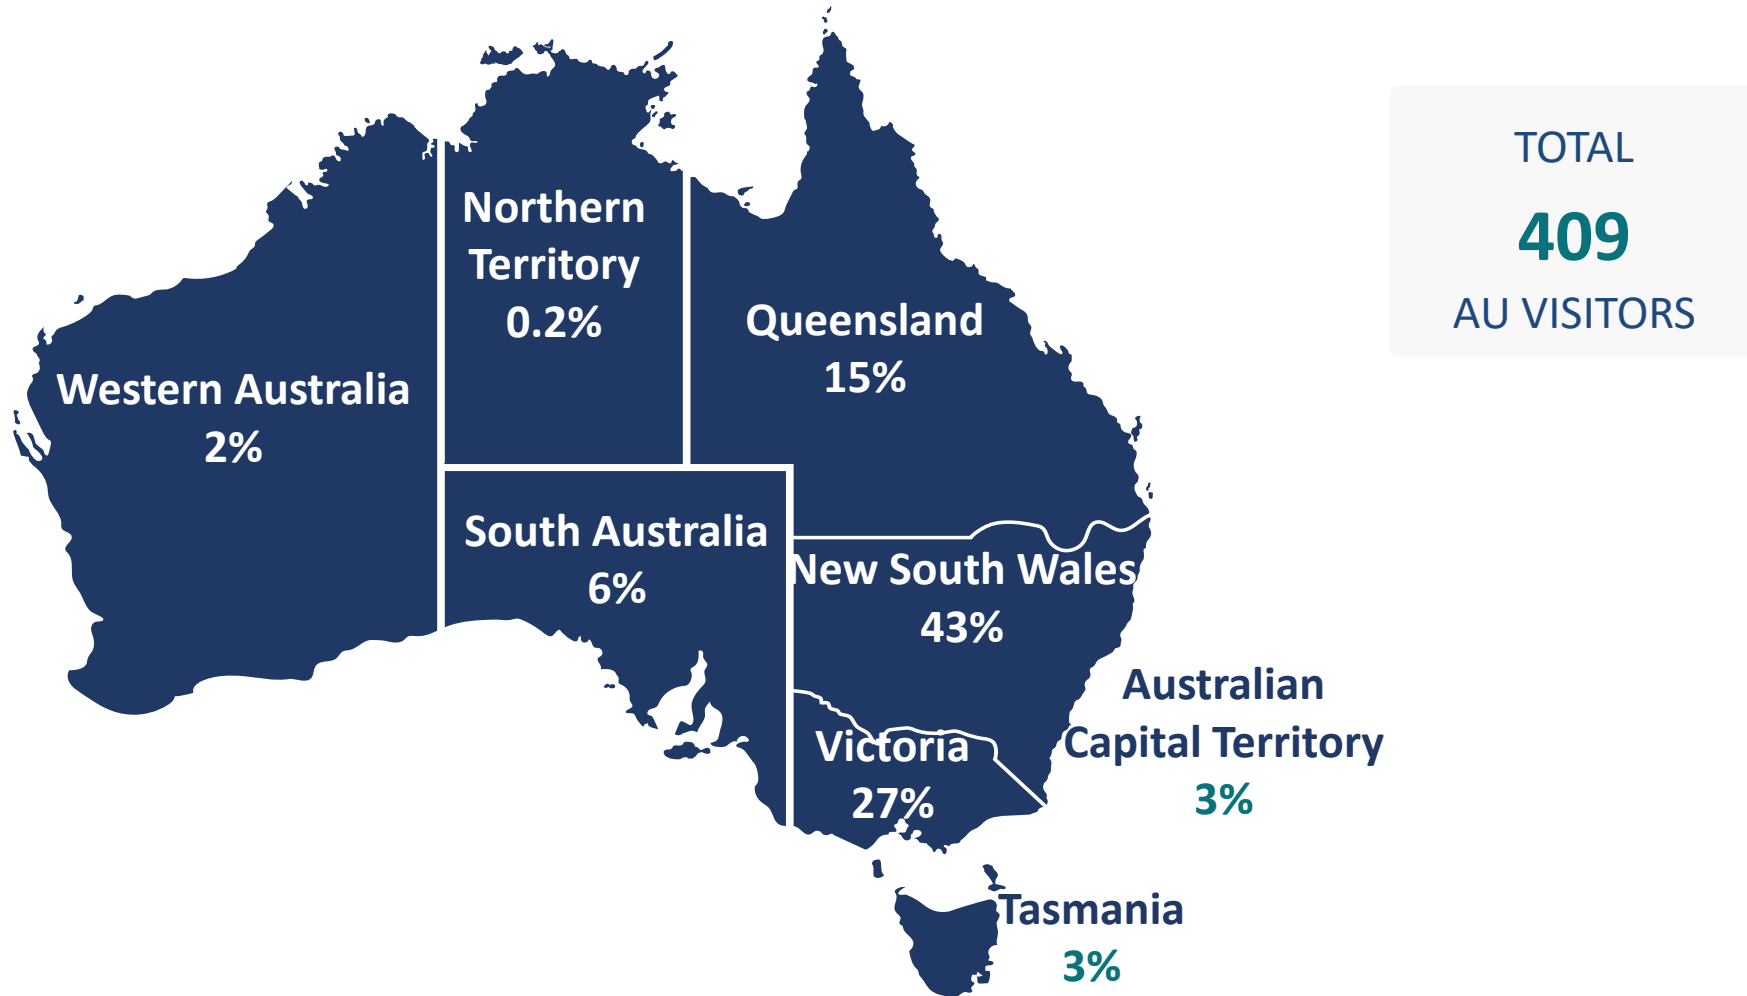 Northern
Territory
0.2%
Queensland
15%
Western Australia
2%
South Australia
6%
New South Wales
43%
Victoria
27%
Australian
Capital Territory
3%
Tasmania
3%
TOTAL
409
AU VISITORS